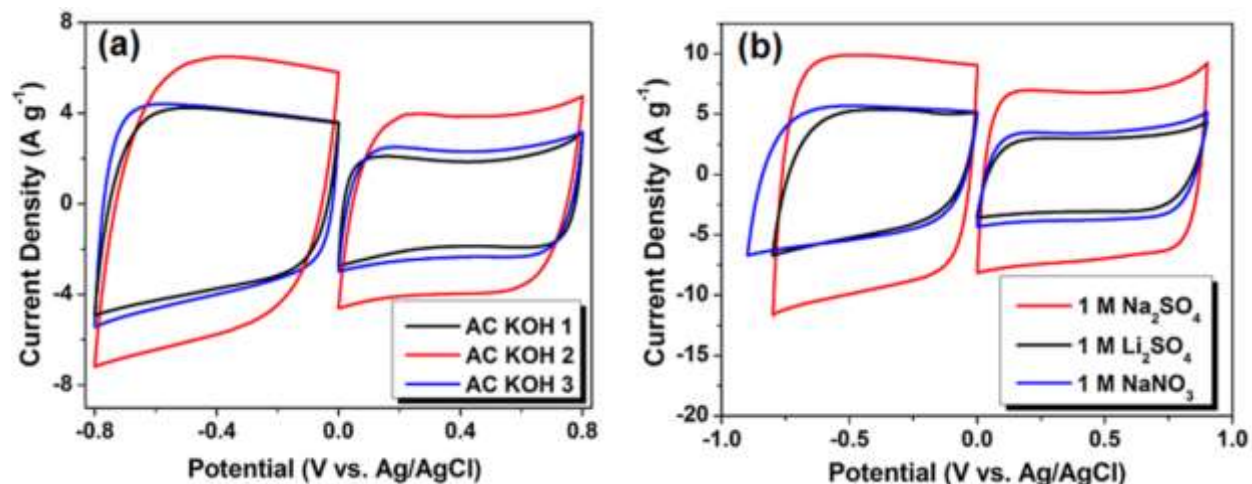 (a)
Current Density (A g⁻¹)
8
4
0
-4
-8
AC KOH 1
AC KOH 2
AC KOH 3
-0.8
-0.4
0.0
0.4
0.8
Potential (V vs. Ag/AgCl)
(b)
Current Density (A g⁻¹)
10
5
0
-5
-10
-15
-20
1 M Na₂SO₄
1 M Li₂SO₄
1 M NaNO₃
-1.0
-0.5
0.0
0.5
1.0
Potential (V vs. Ag/AgCl)